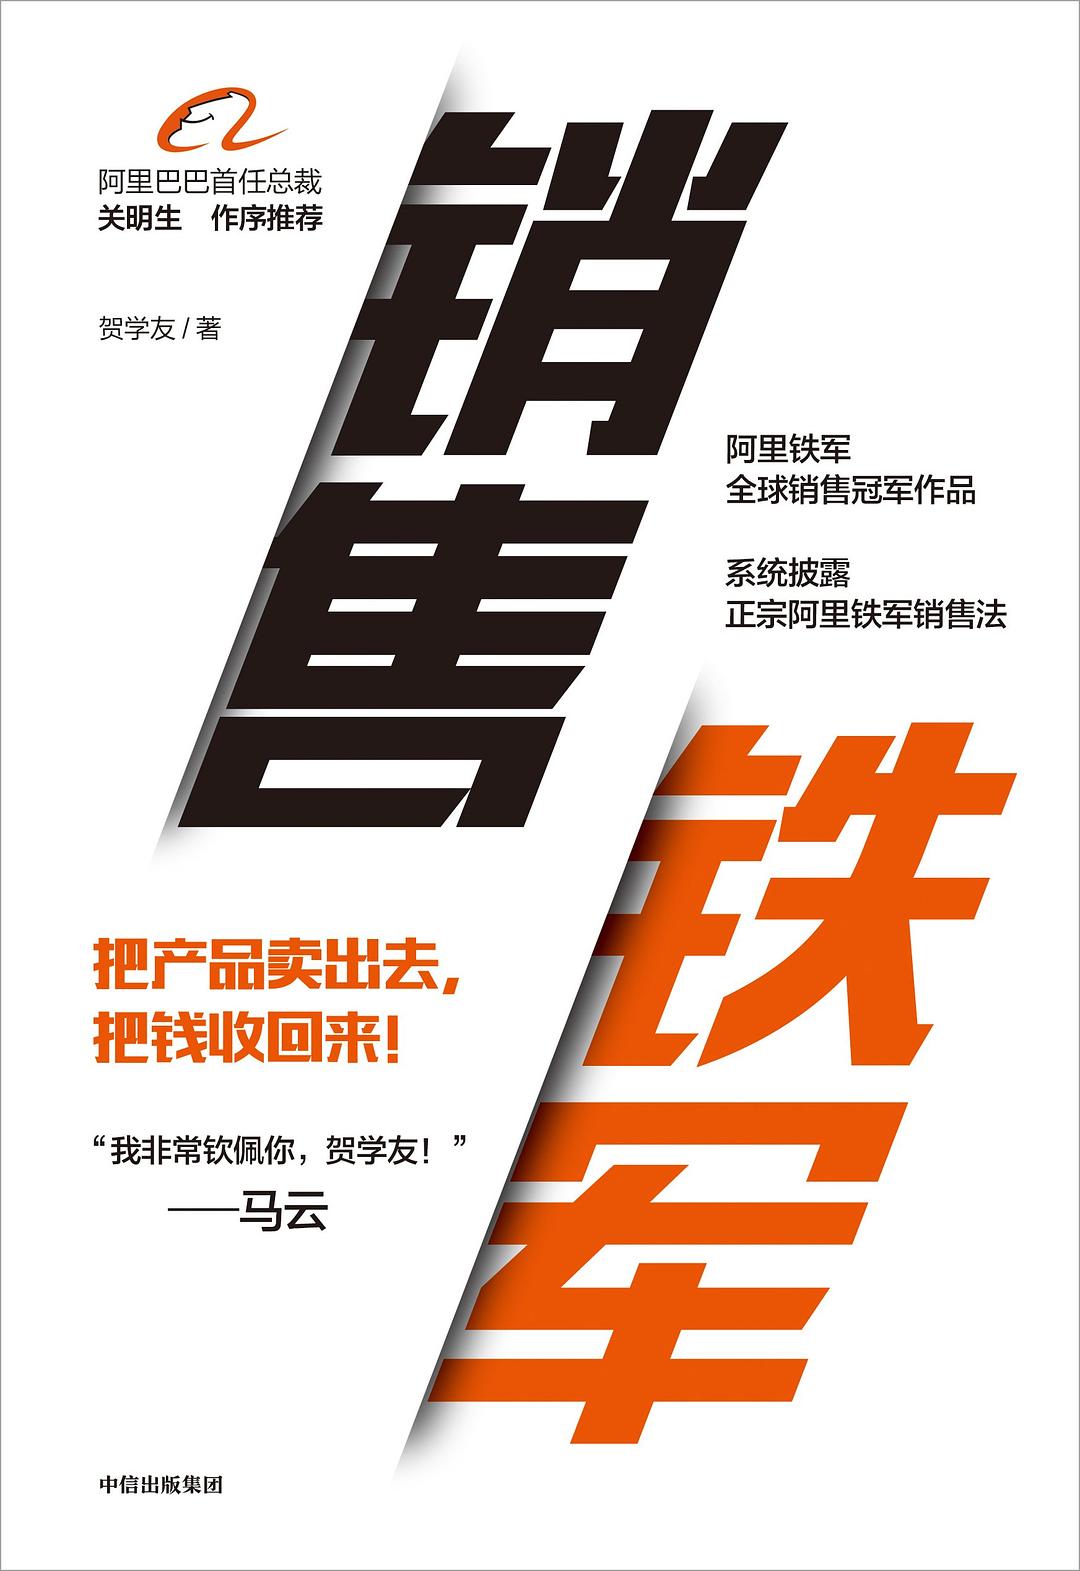 阿里巴巴首任总裁
关明生 作序推荐
贺学友 / 著
销售
阿里铁军
全球销售冠军作品
系统披露
正宗阿里铁军销售法
铁军
把产品卖出去,
把钱收回来!
“我非常钦佩你，贺学友！”
——马云
中信出版集团